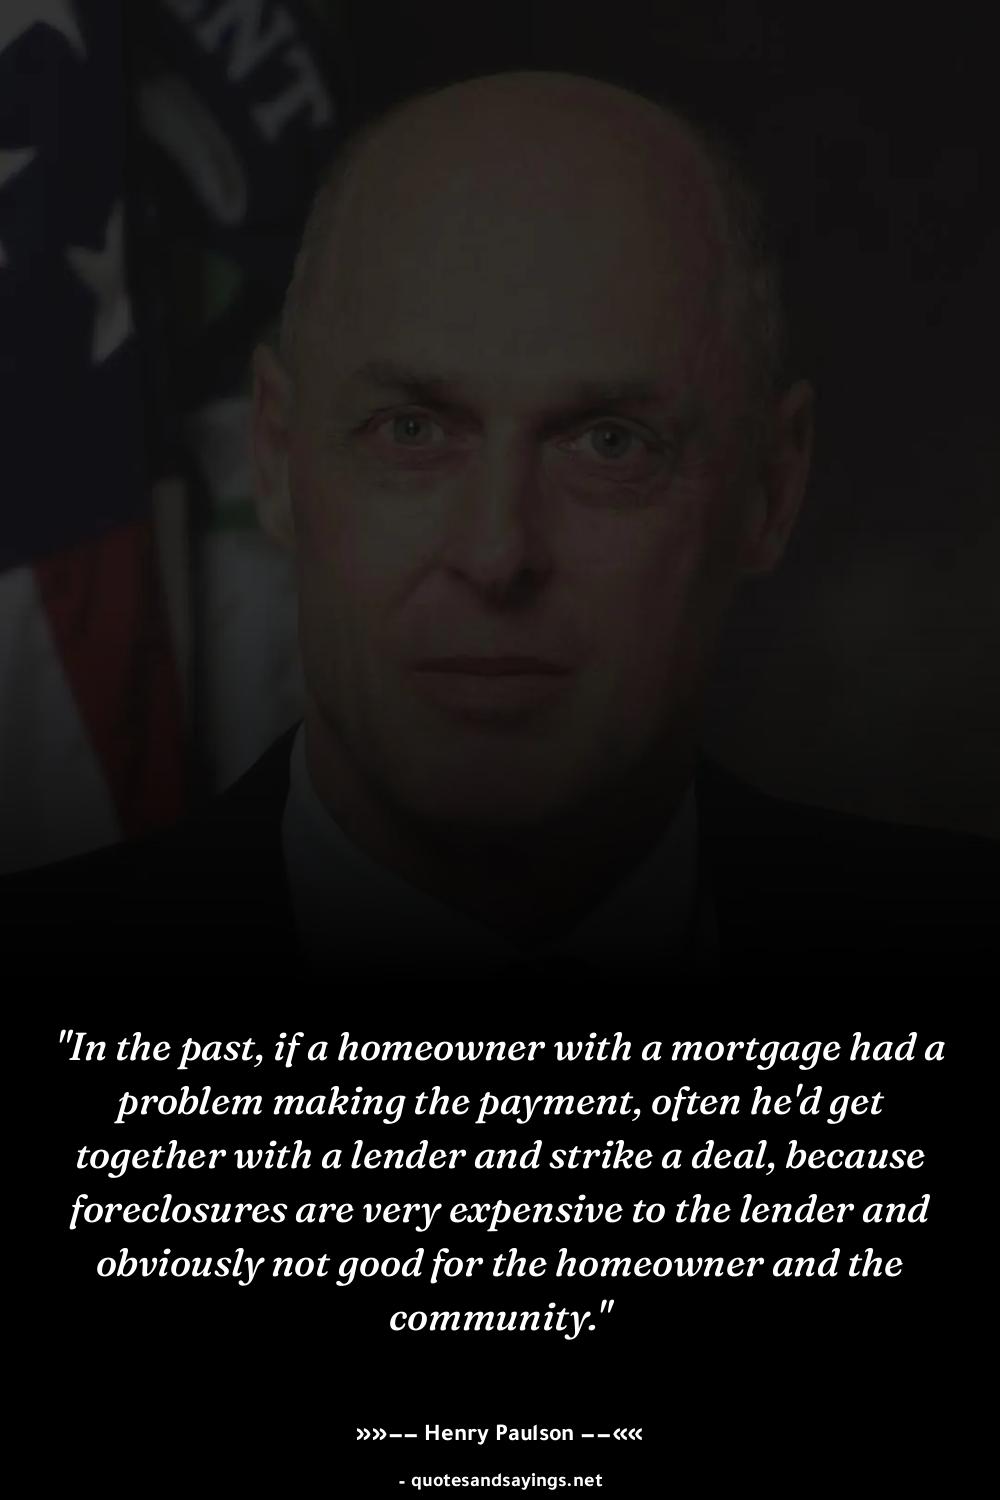 NT
"In the past, if a homeowner with a mortgage had a
problem making the payment, often he'd get
together with a lender and strike a deal, because
foreclosures are very expensive to the lender and
obviously not good for the homeowner and the
community."
»»–– Henry Paulson ––««
- quotesandsayings.net